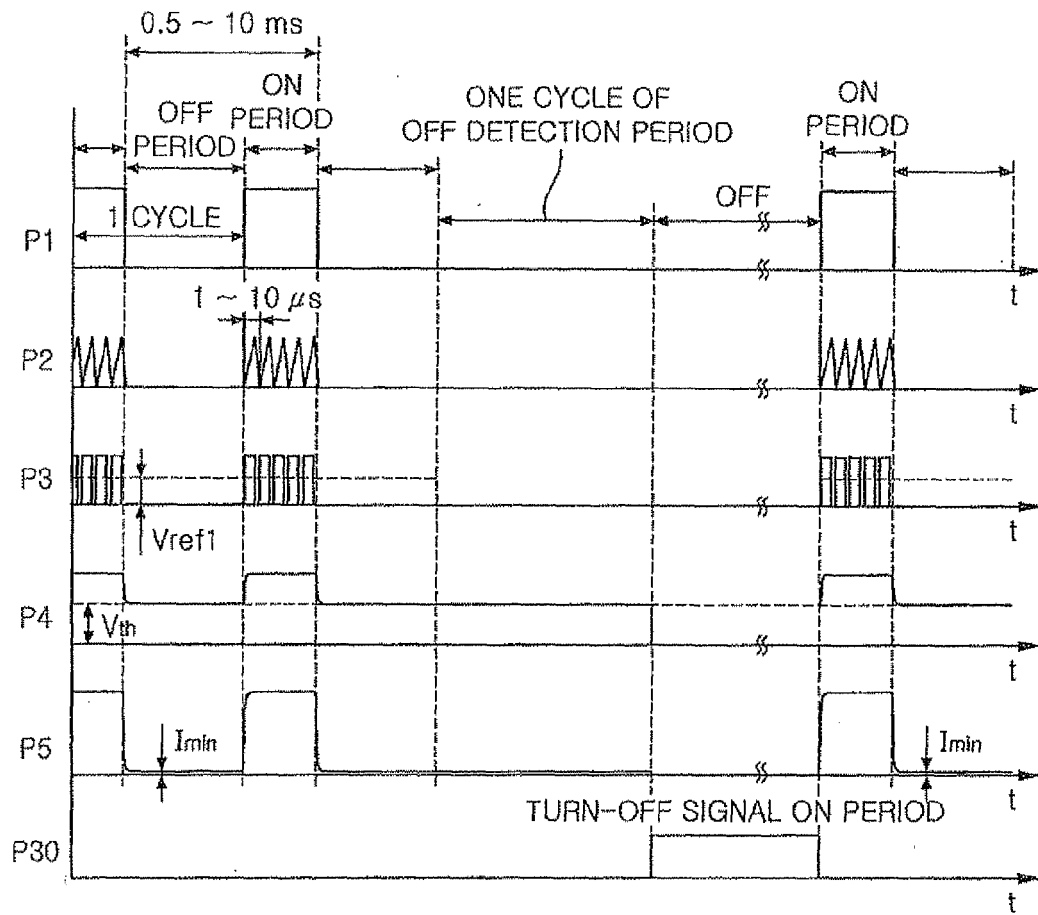 0.5 ~ 10 ms
OFF
PERIOD
ON
PERIOD
ONE CYCLE OF
OFF DETECTION PERIOD
ON
PERIOD
OFF
1 CYCLE
P1
t
1 ~ 10 μs
P2
t
P3
Vref1
t
P4
Vth
t
P5
Imin
Imin
t
TURN-OFF SIGNAL ON PERIOD
P30
t